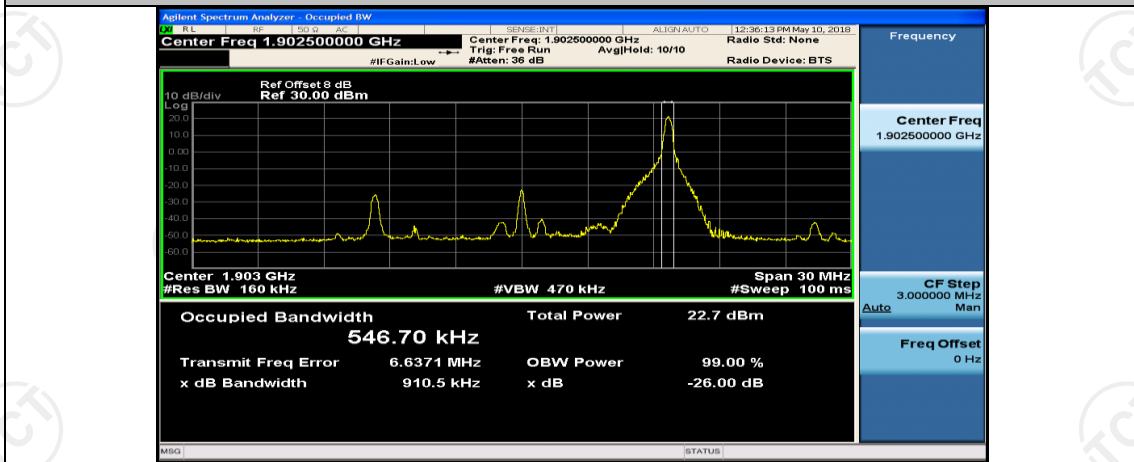 Agilent Spectrum Analyzer - Occupied BW
LXI RL RF 50 Ω AC SENSE:INT ALIGN AUTO 12:36:13 PM May 10, 2018
Center Freq 1.902500000 GHz
Center Freq: 1.902500000 GHz
Radio Std: None
Trig: Free Run Avg|Hold: 10/10
#IFGain:Low
#Atten: 36 dB
Radio Device: BTS
Ref Offset 8 dB
10 dB/div Ref 30.00 dBm
Log
20.0
10.0
0.00
-10.0
-20.0
-30.0
-40.0
-50.0
-60.0
Center 1.903 GHz
Span 30 MHz
#Res BW 160 kHz
#VBW 470 kHz
#Sweep 100 ms
Occupied Bandwidth
Total Power 22.7 dBm
546.70 kHz
Transmit Freq Error 6.6371 MHz
OBW Power 99.00 %
x dB Bandwidth 910.5 kHz
x dB -26.00 dB
MSG
STATUS
Frequency
Center Freq
1.902500000 GHz
CF Step
3.000000 MHz
Auto Man
Freq Offset
0 Hz
TCT
TCT